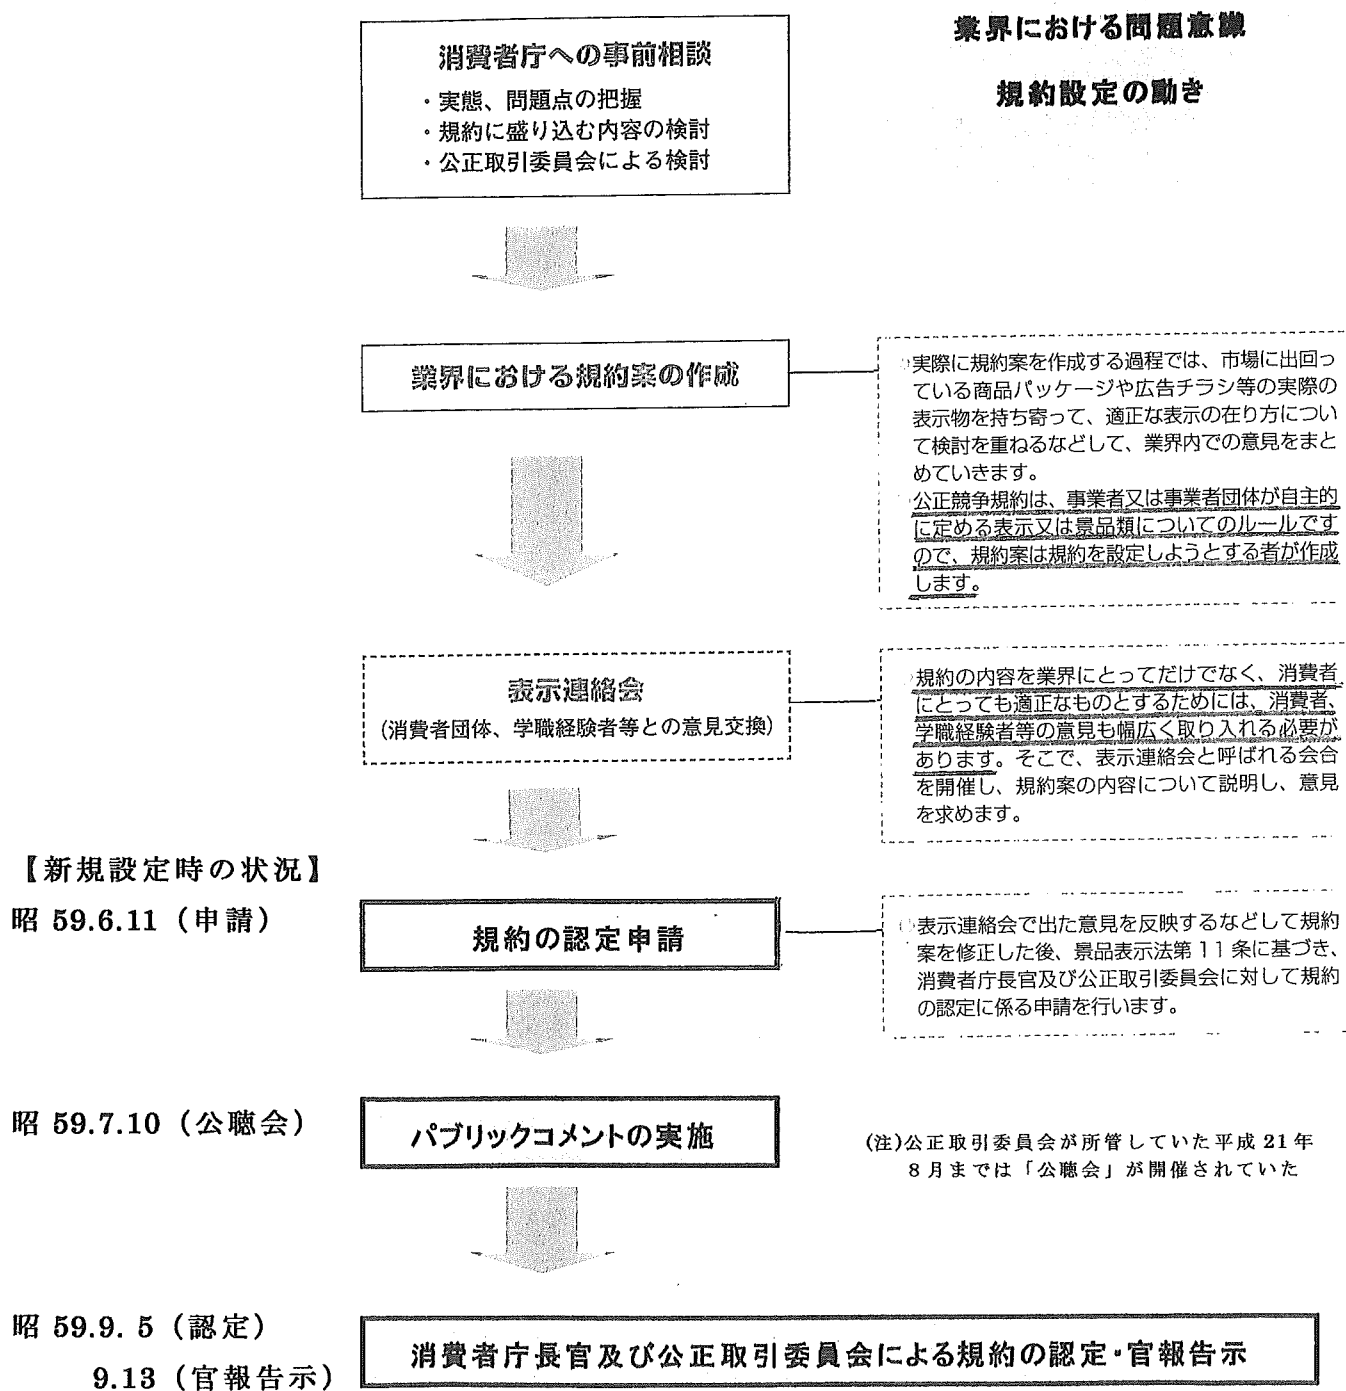 業界における問題意識
規約設定の動き
消費者庁への事前相談
・実態、問題点の把握
・規約に盛り込む内容の検討
・公正取引委員会による検討
業界における規約案の作成
実際に規約案を作成する過程では、市場に出回っ
ている商品パッケージや広告チラシ等の実際の
表示物を持ち寄って、適正な表示の在り方につい
て検討を重ねるなどして、業界内での意見をまと
めていきます。
公正競争規約は、事業者又は事業者団体が自主的
に定める表示又は景品類についてのルールです
ので、規約案は規約を設定しようとする者が作成
します。
表示連絡会
(消費者団体、学職経験者等との意見交換)
規約の内容を業界にとってだけでなく、消費者
にとっても適正なものとするためには、消費者、
学職経験者等の意見も幅広く取り入れる必要が
あります。そこで、表示連絡会と呼ばれる会合
を開催し、規約案の内容について説明し、意見
を求めます。
【新規設定時の状況】
昭 59.6.11（申請）
規約の認定申請
表示連絡会で出た意見を反映するなどして規約
案を修正した後、景品表示法第 11 条に基づき、
消費者庁長官及び公正取引委員会に対して規約
の認定に係る申請を行います。
昭 59.7.10（公聴会）
パブリックコメントの実施
(注)公正取引委員会が所管していた平成 21 年
8 月までは「公聴会」が開催されていた
昭 59.9. 5（認定）
9.13（官報告示）
消費者庁長官及び公正取引委員会による規約の認定・官報告示